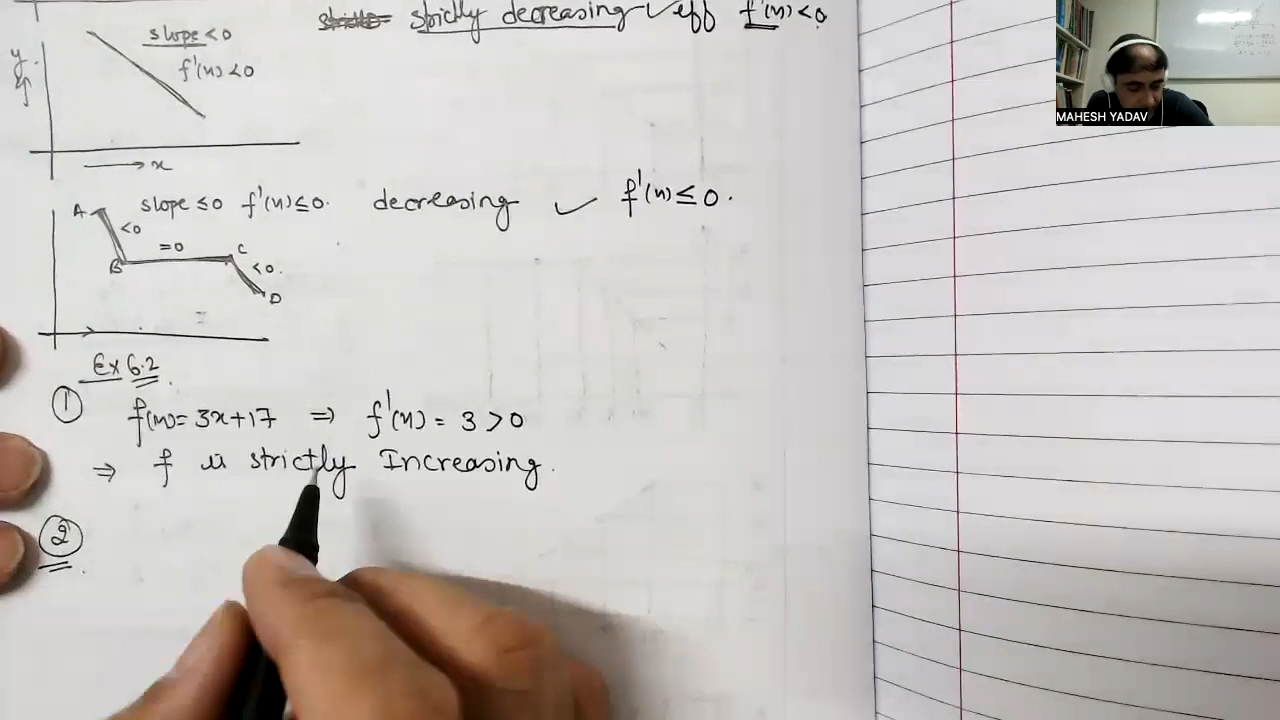 strictly decreasing ✓ iff f'(x) < 0
slope < 0
f'(x) < 0
y
→ x
slope ≤ 0 f'(x) ≤ 0. decreasing ✓ f'(x) ≤ 0.
A
< 0
= 0
B
C
< 0.
D
Ex 6.2
① f(x) = 3x+17 ⇒ f'(x) = 3 > 0
⇒ f is strictly Increasing.
②
MAHESH YADAV